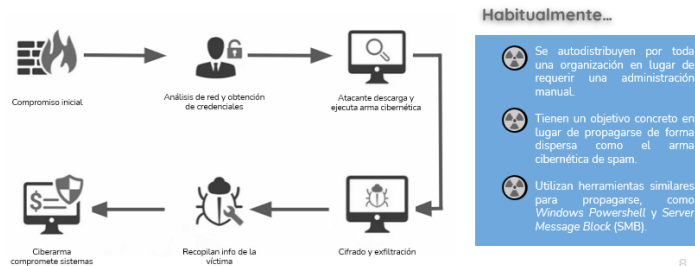 Habitualmente...
Compromiso inicial
Análisis de red y obtención
de credenciales
Atacante descarga y
ejecuta arma cibernética
Ciberarma
compromete sistemas
Recopilan info de la
víctima
Cifrado y exfiltración
Se autodistribuyen por toda
una organización en lugar de
requerir una administración
manual.
Tienen un objetivo concreto en
lugar de propagarse de forma
dispersa como el arma
cibernética de spam.
Utilizan herramientas similares
para propagarse, como
Windows Powershell y Server
Message Block (SMB).
8